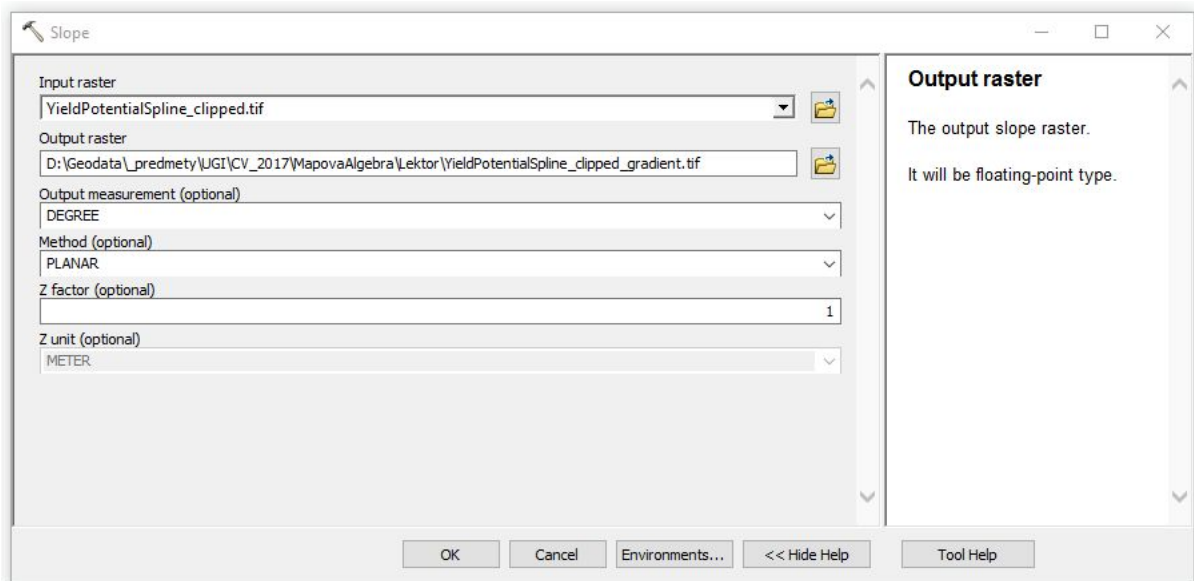 Slope
Input raster
YieldPotentialSpline_clipped.tif
Output raster
D:\Geodata\_predmety\UGI\CV_2017\MapovaAlgebra\Lektor\YieldPotentialSpline_clipped_gradient.tif
Output measurement (optional)
DEGREE
Method (optional)
PLANAR
Z factor (optional)
1
Z unit (optional)
METER
Output raster
The output slope raster.
It will be floating-point type.
OK
Cancel
Environments...
<< Hide Help
Tool Help